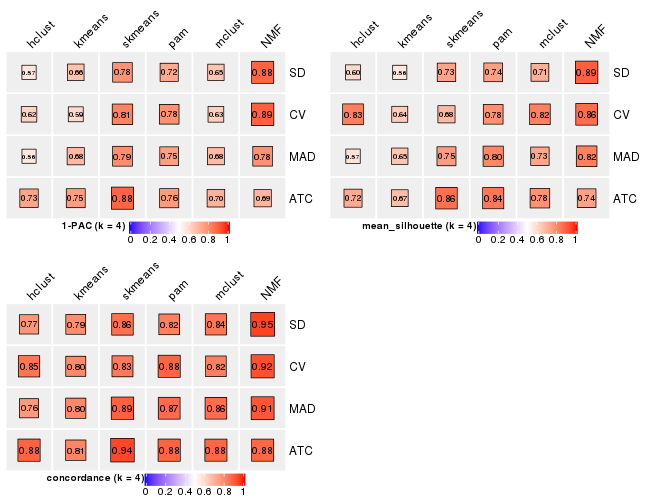 hclust kmeans skmeans pam mclust NMF
0.57 0.66 0.78 0.72 0.65 0.88 SD
0.62 0.59 0.81 0.78 0.63 0.89 CV
0.56 0.68 0.79 0.75 0.68 0.78 MAD
0.73 0.75 0.88 0.76 0.70 0.69 ATC
1-PAC (k = 4)
0 0.2 0.4 0.6 0.8 1
hclust kmeans skmeans pam mclust NMF
0.60 0.56 0.73 0.74 0.71 0.89 SD
0.83 0.64 0.68 0.78 0.82 0.86 CV
0.57 0.65 0.75 0.80 0.73 0.82 MAD
0.72 0.67 0.86 0.84 0.78 0.74 ATC
mean_silhouette (k = 4)
0 0.2 0.4 0.6 0.8 1
hclust kmeans skmeans pam mclust NMF
0.77 0.79 0.86 0.82 0.84 0.95 SD
0.85 0.80 0.83 0.88 0.82 0.92 CV
0.76 0.80 0.89 0.87 0.86 0.91 MAD
0.88 0.81 0.94 0.88 0.88 0.88 ATC
concordance (k = 4)
0 0.2 0.4 0.6 0.8 1